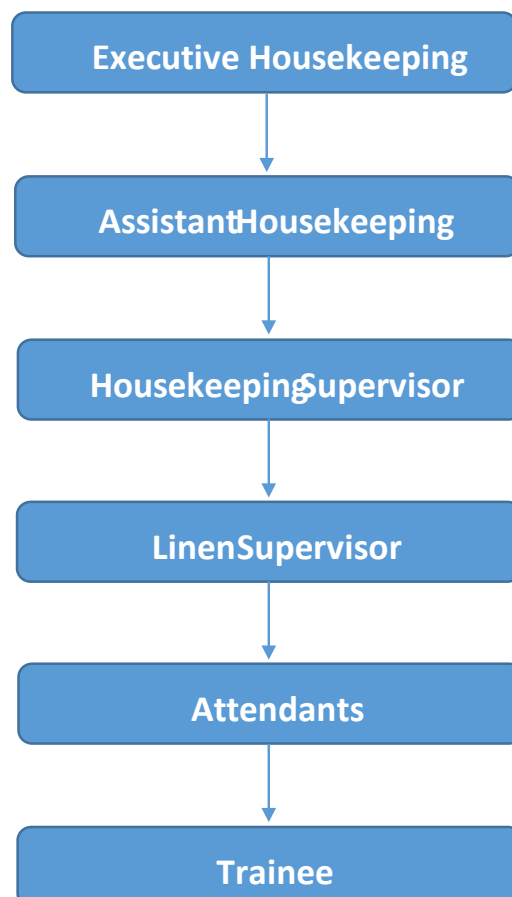 Executive Housekeeping
AssistantHousekeeping
HousekeepingSupervisor
LinenSupervisor
Attendants
Trainee